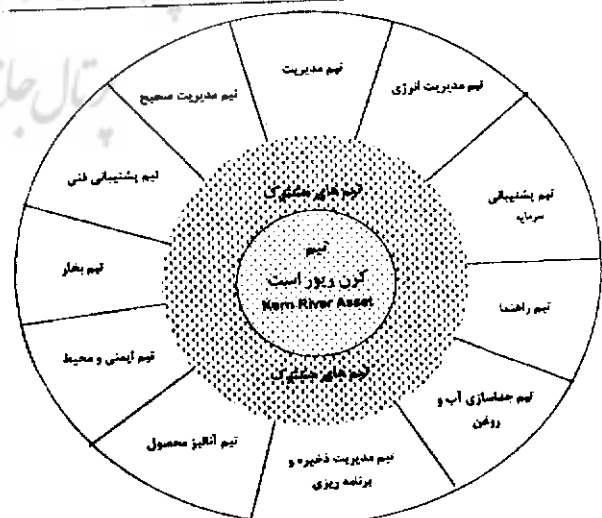 پرتال جا
تیم مدیریت
تیم مدیریت انرژی
تیم پشتیبانی
سرمایه
تیم راهنما
تیم جداسازی آب و
روغن
تیم مدیریت ذخیره و
برنامه ریزی
تیم آنالیز محصول
تیم ایمنی و محیط
تیم بخار
تیم پشتیبانی فنی
تیم مدیریت صحیح
تیم های مشترک
تیم
کرن ریور است
Kern River Asset
تیم های مشترک